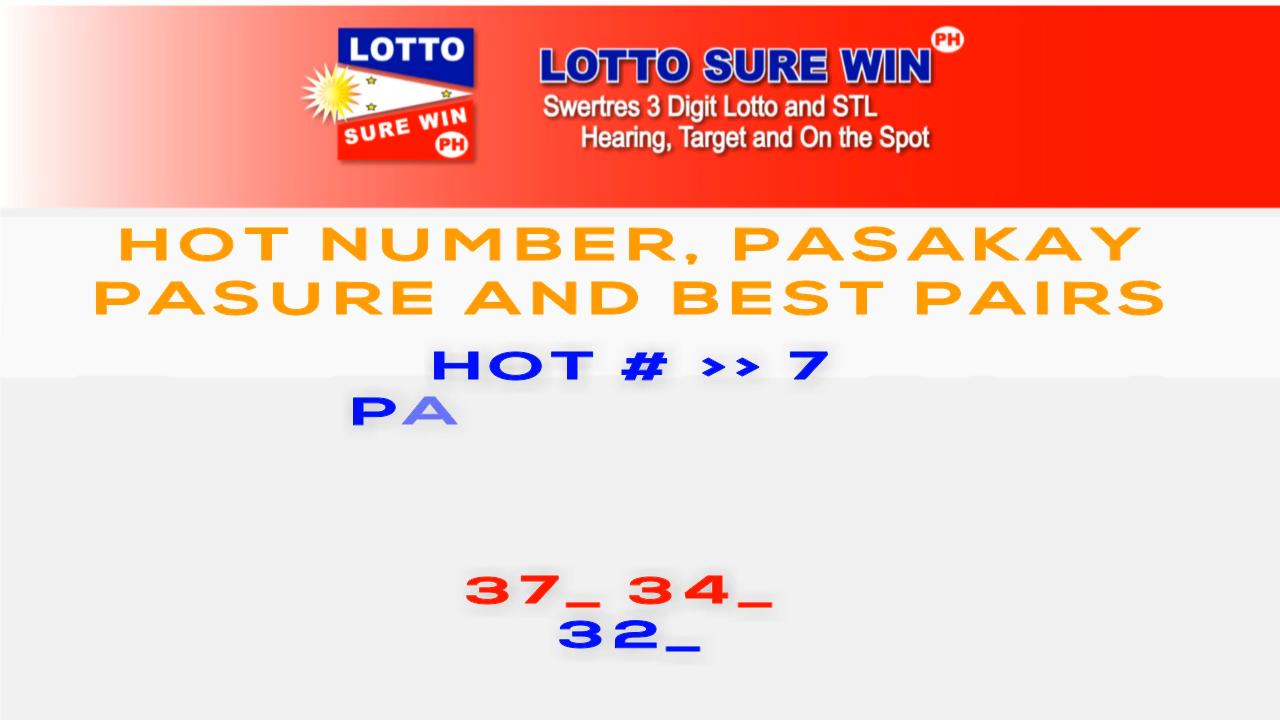 LOTTO
SURE WIN
PH
LOTTO SURE WIN PH
Swertres 3 Digit Lotto and STL
Hearing, Target and On the Spot
HOT NUMBER, PASAKAY
PASURE AND BEST PAIRS
HOT # >> 7
PA
37_ 34_
32_